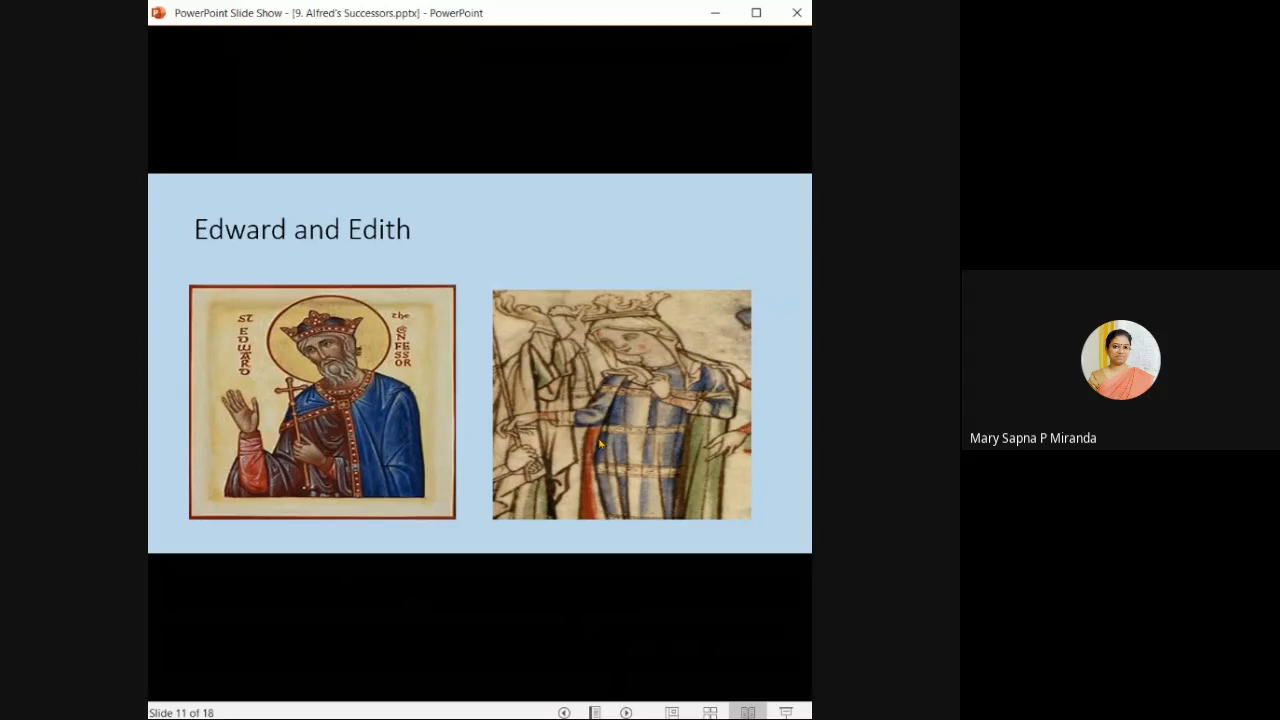 PowerPoint Slide Show - [9. Alfred's Successors.pptx] - PowerPoint
Edward and Edith
ST EDWARD
the CNFESSOR
Mary Sapna P Miranda
Slide 11 of 18